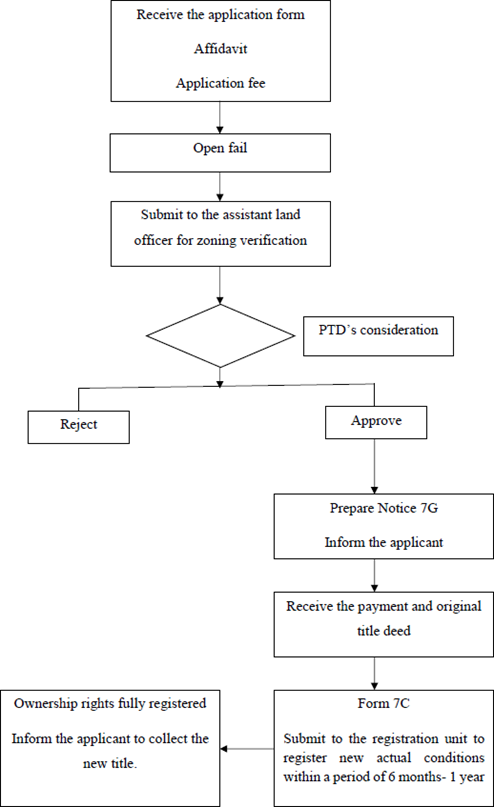 Receive the application form
Affidavit
Application fee
Open fail
Submit to the assistant land
officer for zoning verification
PTD's consideration
Reject
Approve
Prepare Notice 7G
Inform the applicant
Receive the payment and original
title deed
Ownership rights fully registered
Inform the applicant to collect the
new title.
Form 7C
Submit to the registration unit to
register new actual conditions
within a period of 6 months- 1 year